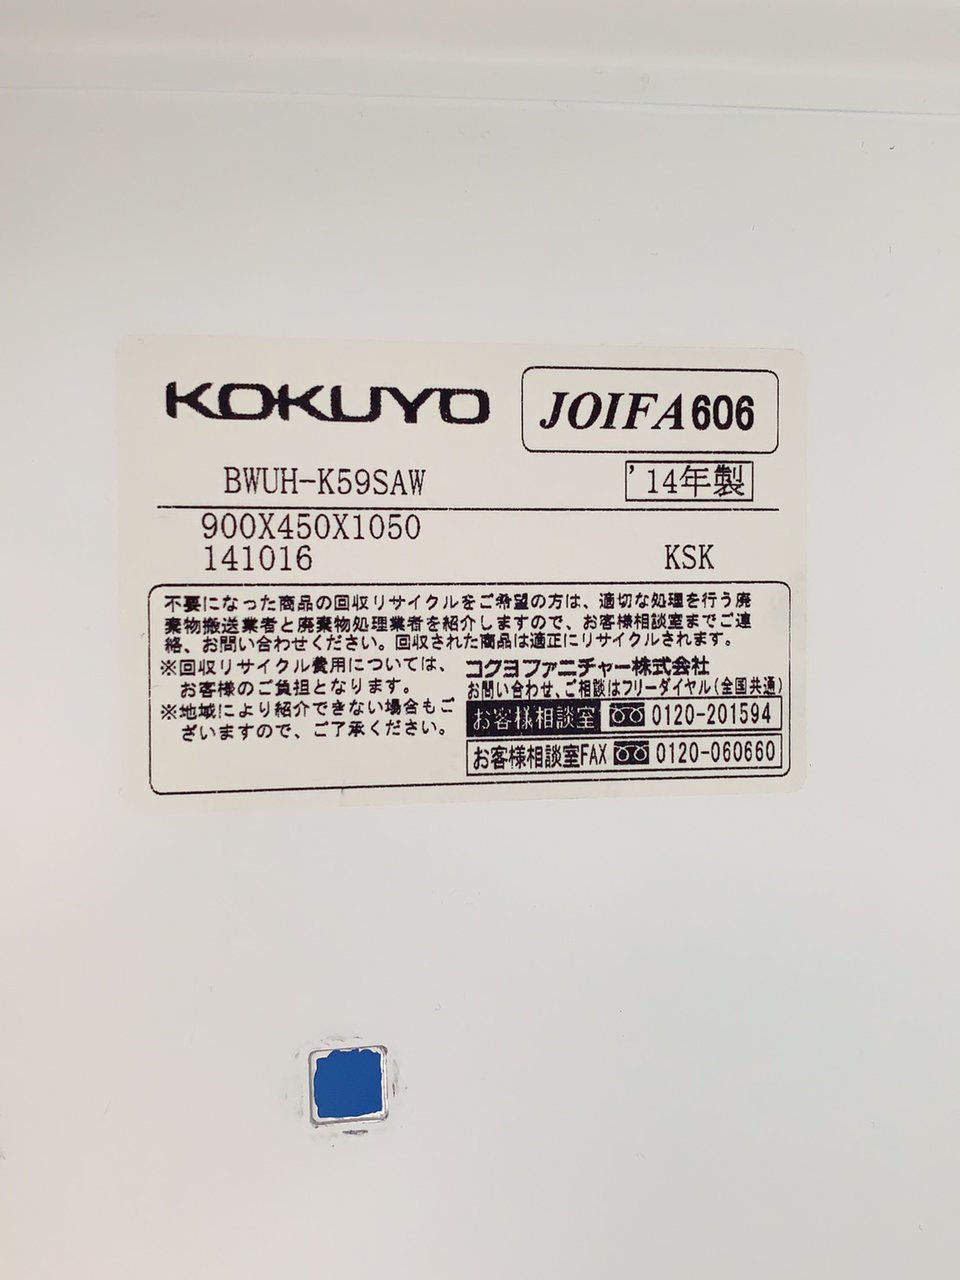 KOKUYO
JOIFA606
BWUH-K59SAW
'14年製
900X450X1050
141016
KSK
不要になった商品の回収リサイクルをご希望の方は、適切な処理を行う廃
棄物搬送業者と廃棄物処理業者を紹介しますので、お客様相談室までご連
絡、お問い合わせください。回収された商品は適正にリサイクルされます。
※回収リサイクル費用については、
お客様のご負担となります。
※地域により紹介できない場合もご
ざいますので、ご了承ください。
コクヨファニチャー株式会社
お問い合わせ、ご相談はフリーダイヤル(全国共通)
お客様相談室 0120-201594
お客様相談室FAX 0120-060660